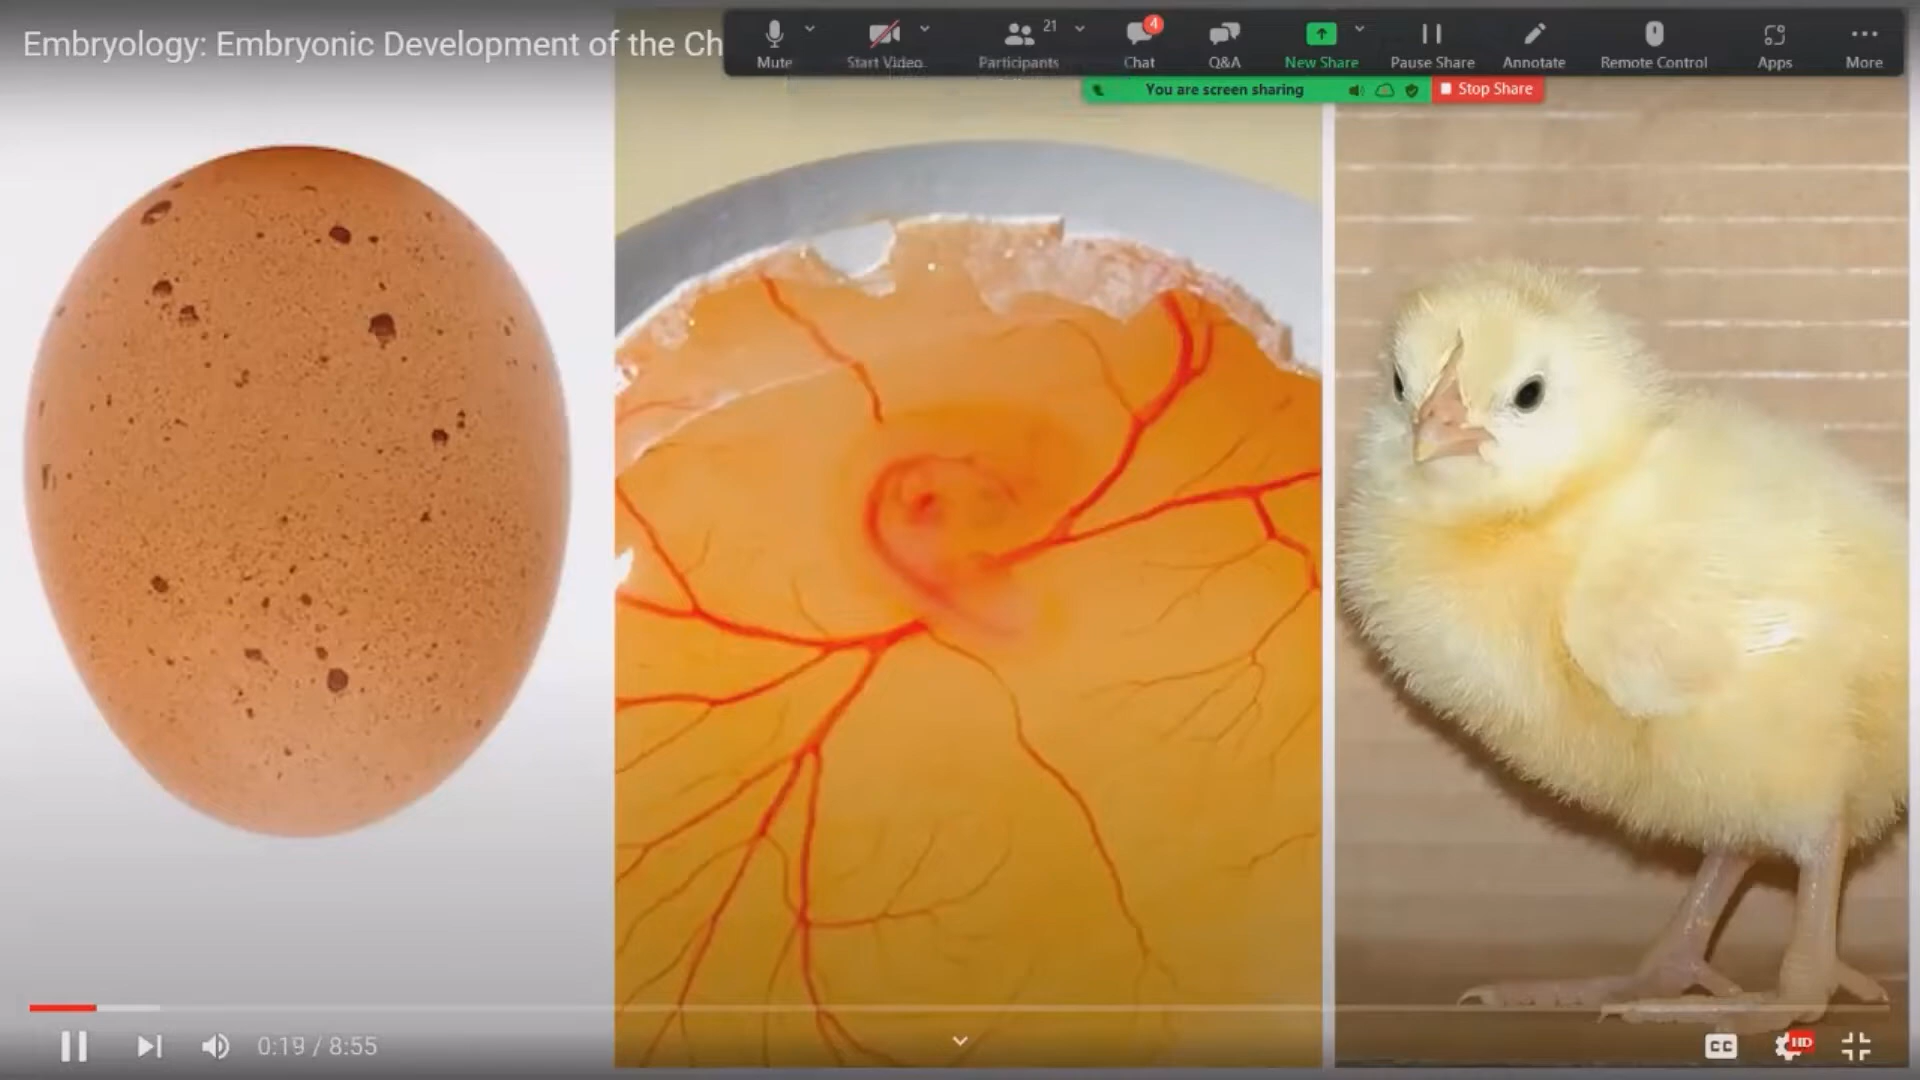 Embryology: Embryonic Development of the Ch
Mute
Start Video
Participants
21
Chat
4
Q&A
New Share
Pause Share
Annotate
Remote Control
Apps
More
You are screen sharing
Stop Share
0:19 / 8:55
CC
HD